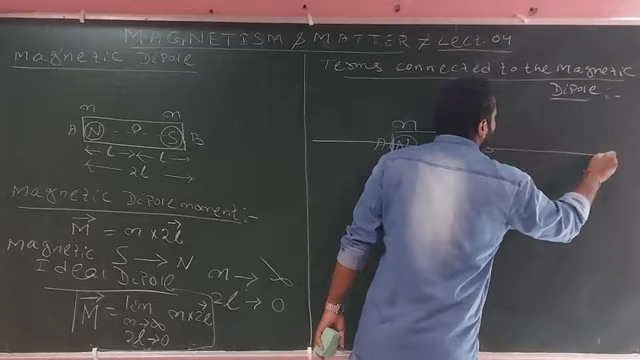 MAGNETISM & MATTER # Lect. 04
Magnetic Dipole
m m
A N P S B
l l
2l
Magnetic Dipole moment:-
M = m x 2l
S → N
Magnetic
Ideal Dipole
m → ∞
2l → 0
M = lim m x 2l
m → ∞
2l → 0
Terms connected to the Magnetic
Dipole :-
m
A N